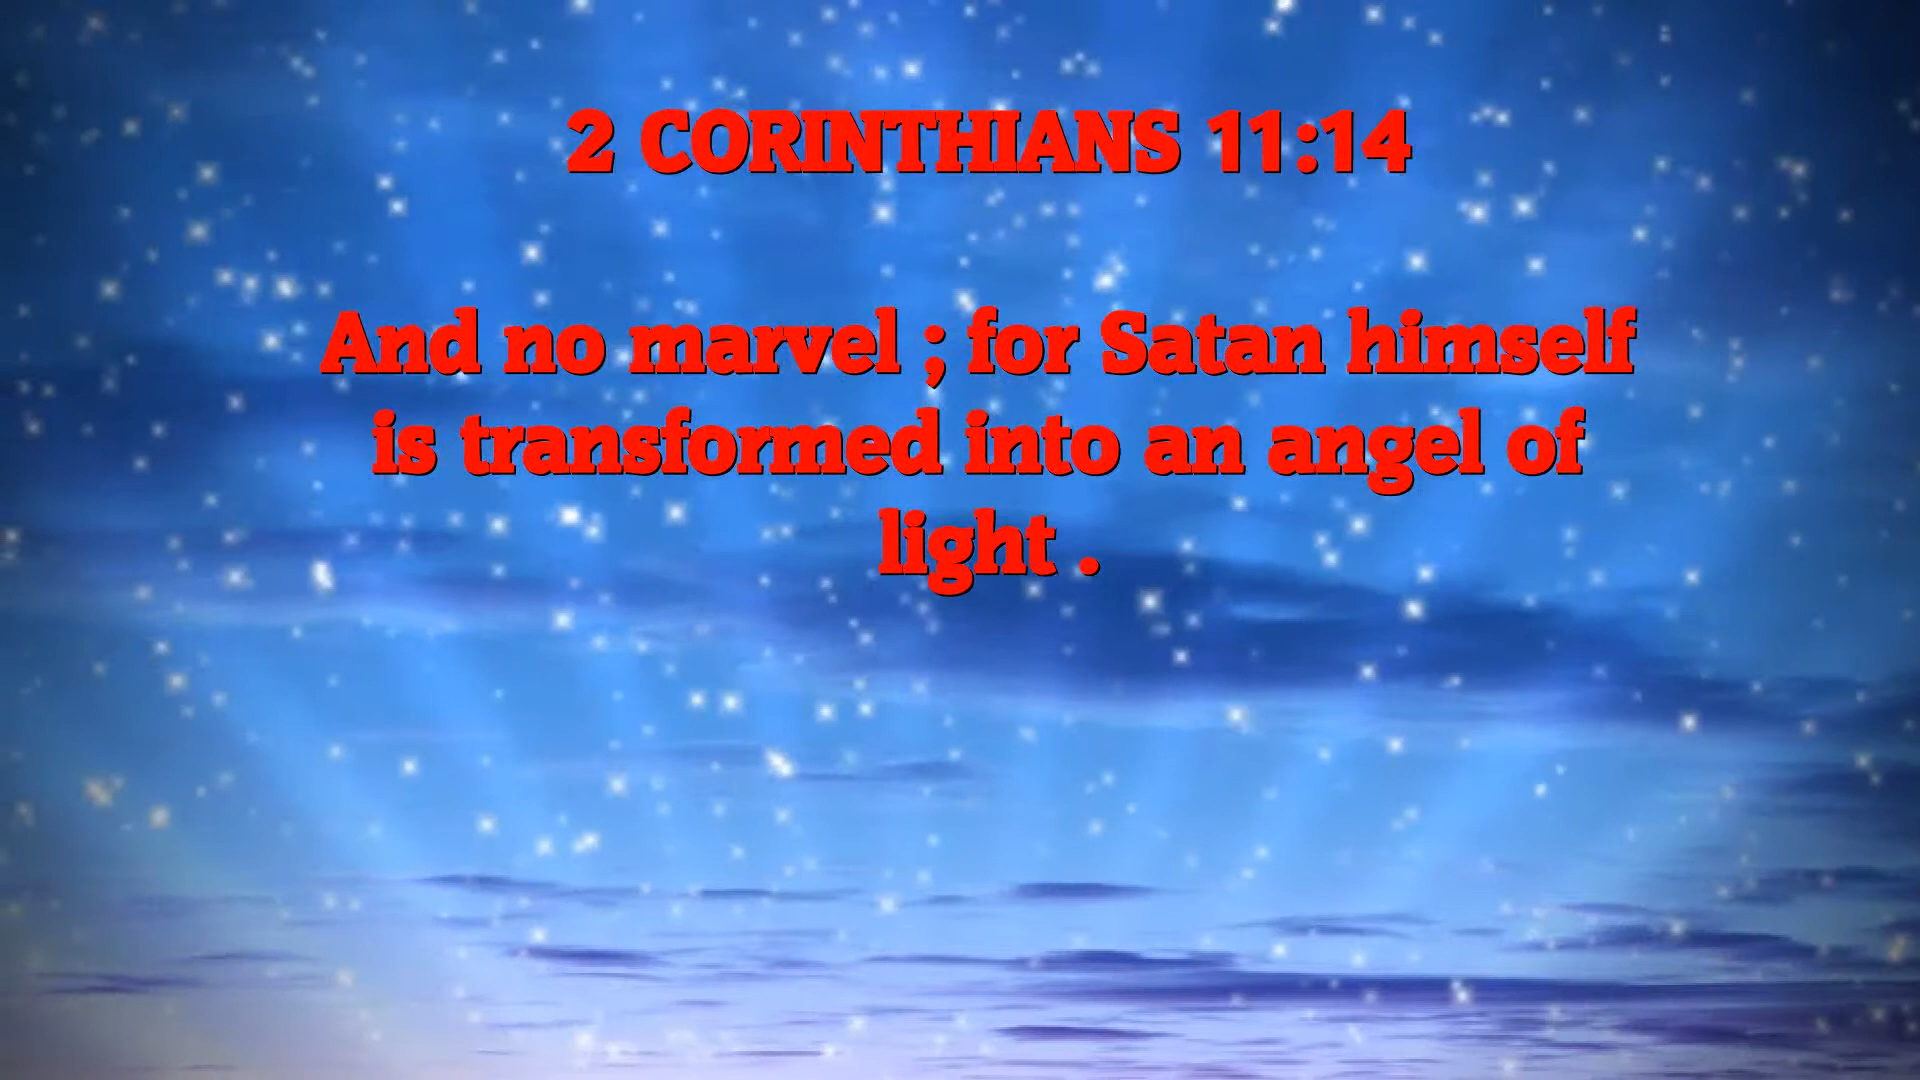 2 CORINTHIANS 11:14
And no marvel ; for Satan himself
is transformed into an angel of
light .